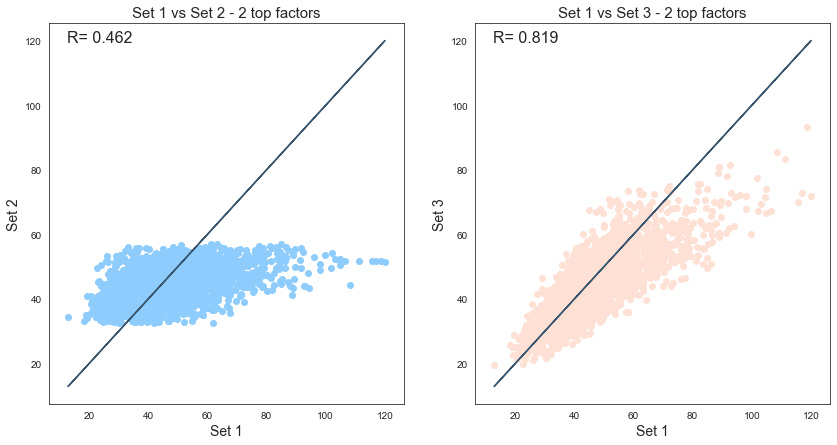 Set 1 vs Set 2 - 2 top factors
R= 0.462
120
100
80
60
40
20
Set 2
20 40 60 80 100 120
Set 1
Set 1 vs Set 3 - 2 top factors
R= 0.819
120
100
80
60
40
20
Set 3
20 40 60 80 100 120
Set 1